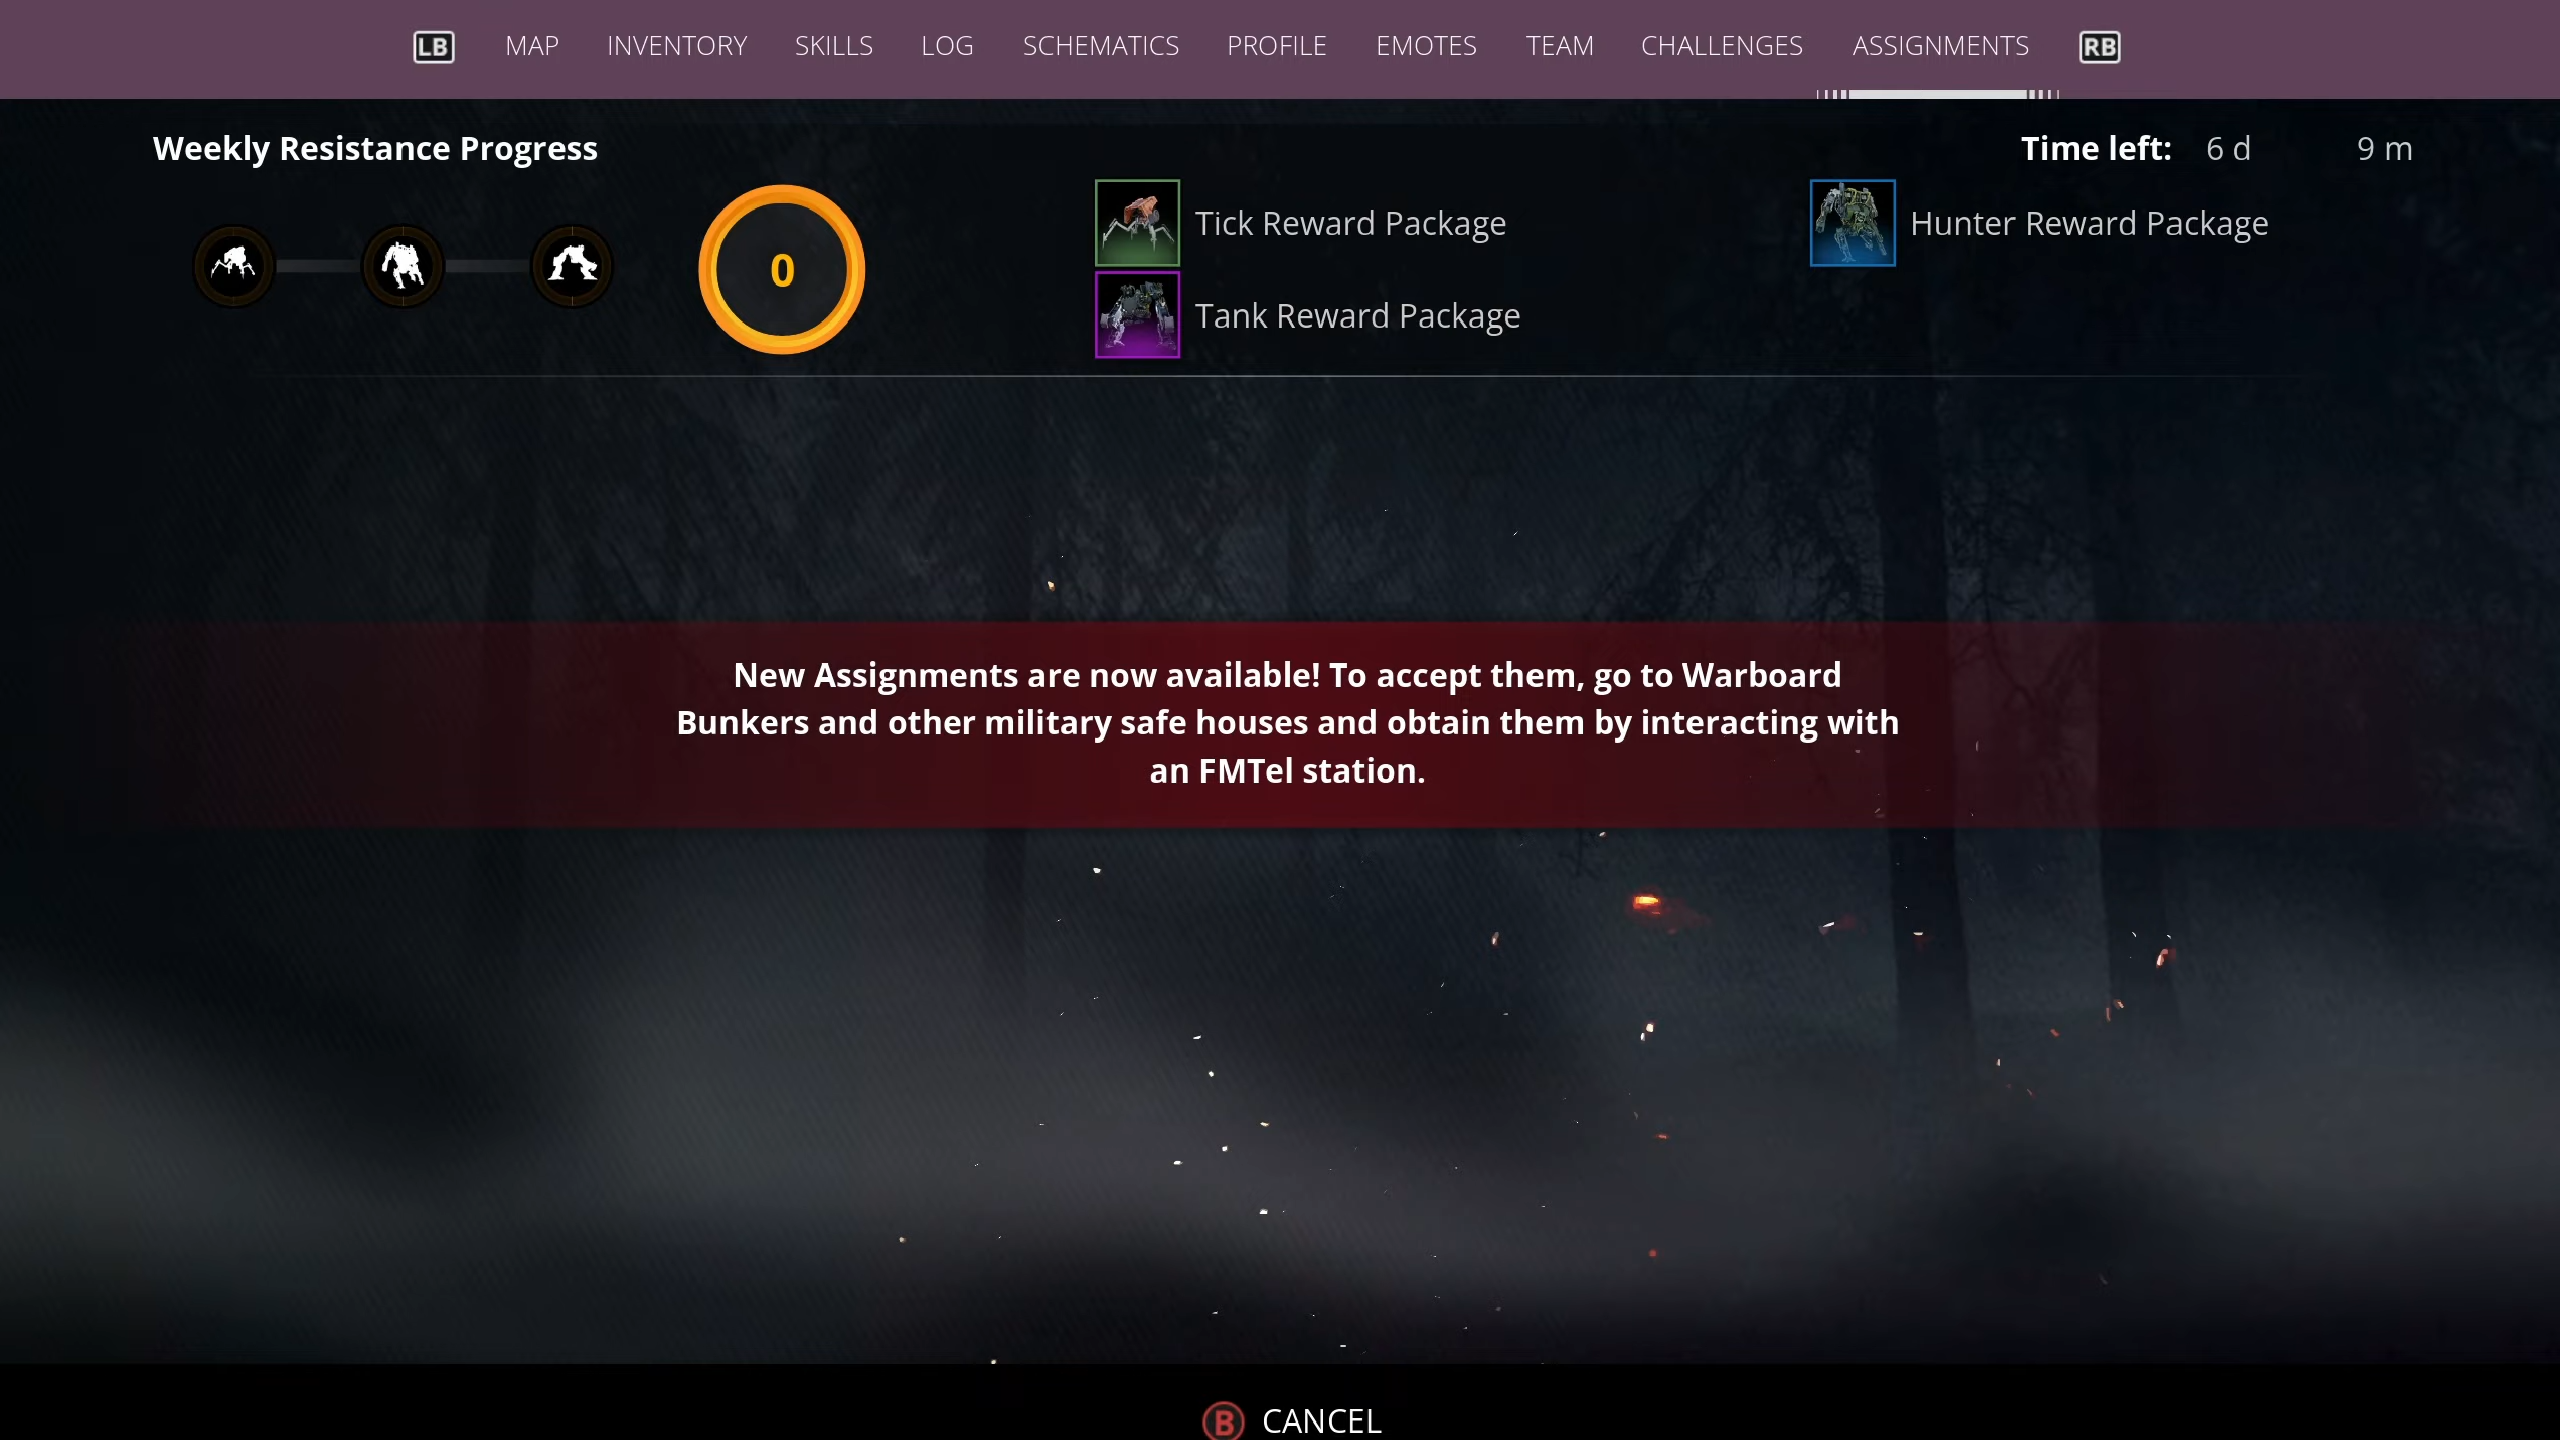 LB MAP INVENTORY SKILLS LOG SCHEMATICS PROFILE EMOTES TEAM CHALLENGES ASSIGNMENTS RB
Weekly Resistance Progress
Time left: 6 d 9 m
0
Tick Reward Package
Hunter Reward Package
Tank Reward Package
New Assignments are now available! To accept them, go to Warboard
Bunkers and other military safe houses and obtain them by interacting with
an FMTel station.
B CANCEL